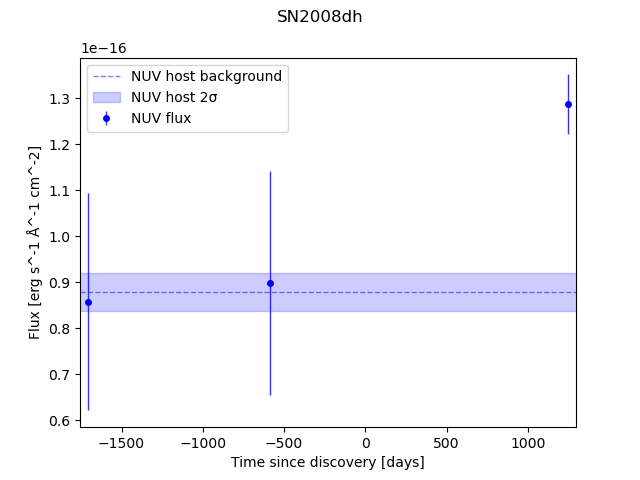 SN2008dh
1e−16
NUV host background
NUV host 2σ
NUV flux
1.3
1.2
1.1
1.0
0.9
0.8
0.7
0.6
Flux [erg s^-1 Å^-1 cm^-2]
−1500 −1000 −500 0 500 1000
Time since discovery [days]